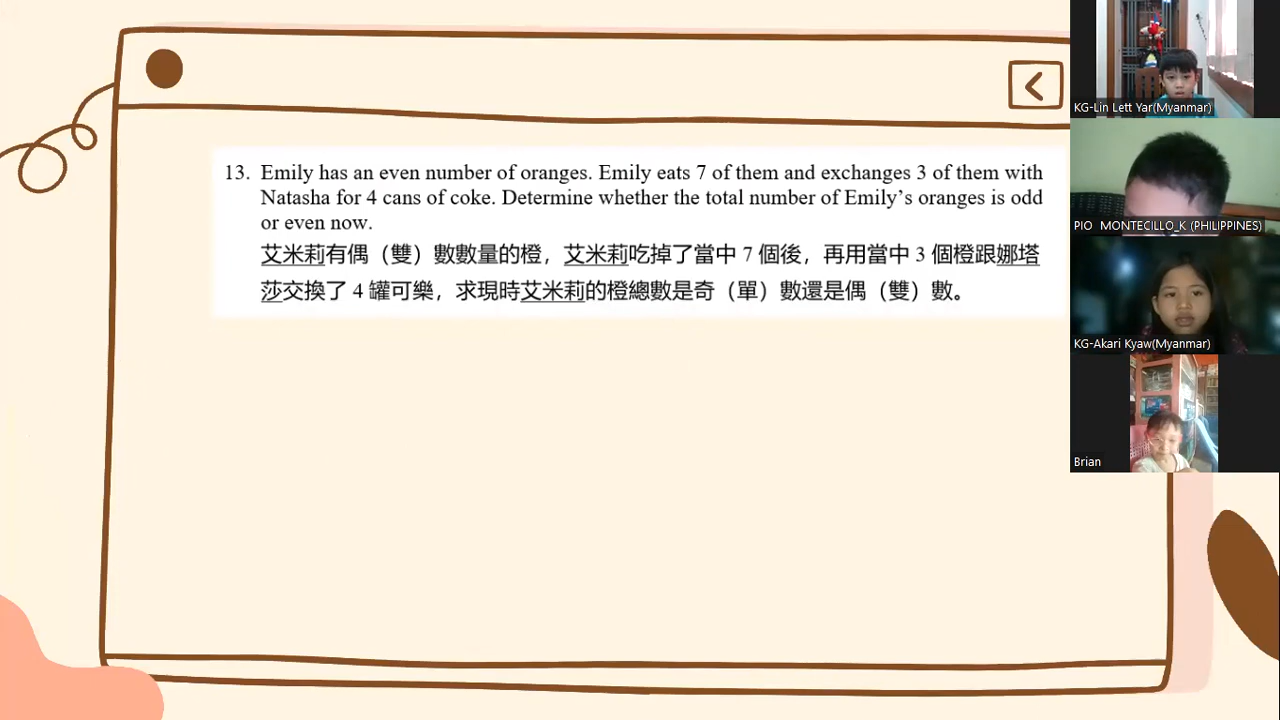 13. Emily has an even number of oranges. Emily eats 7 of them and exchanges 3 of them with
Natasha for 4 cans of coke. Determine whether the total number of Emily's oranges is odd
or even now.
艾米莉有偶（雙）數數量的橙，艾米莉吃掉了當中 7 個後，再用當中 3 個橙跟娜塔
莎交換了 4 罐可樂，求現時艾米莉的橙總數是奇（單）數還是偶（雙）數。
KG-Lin Lett Yar(Myanmar)
PIO MONTECILLO_K (PHILIPPINES)
KG-Akari Kyaw(Myanmar)
Brian